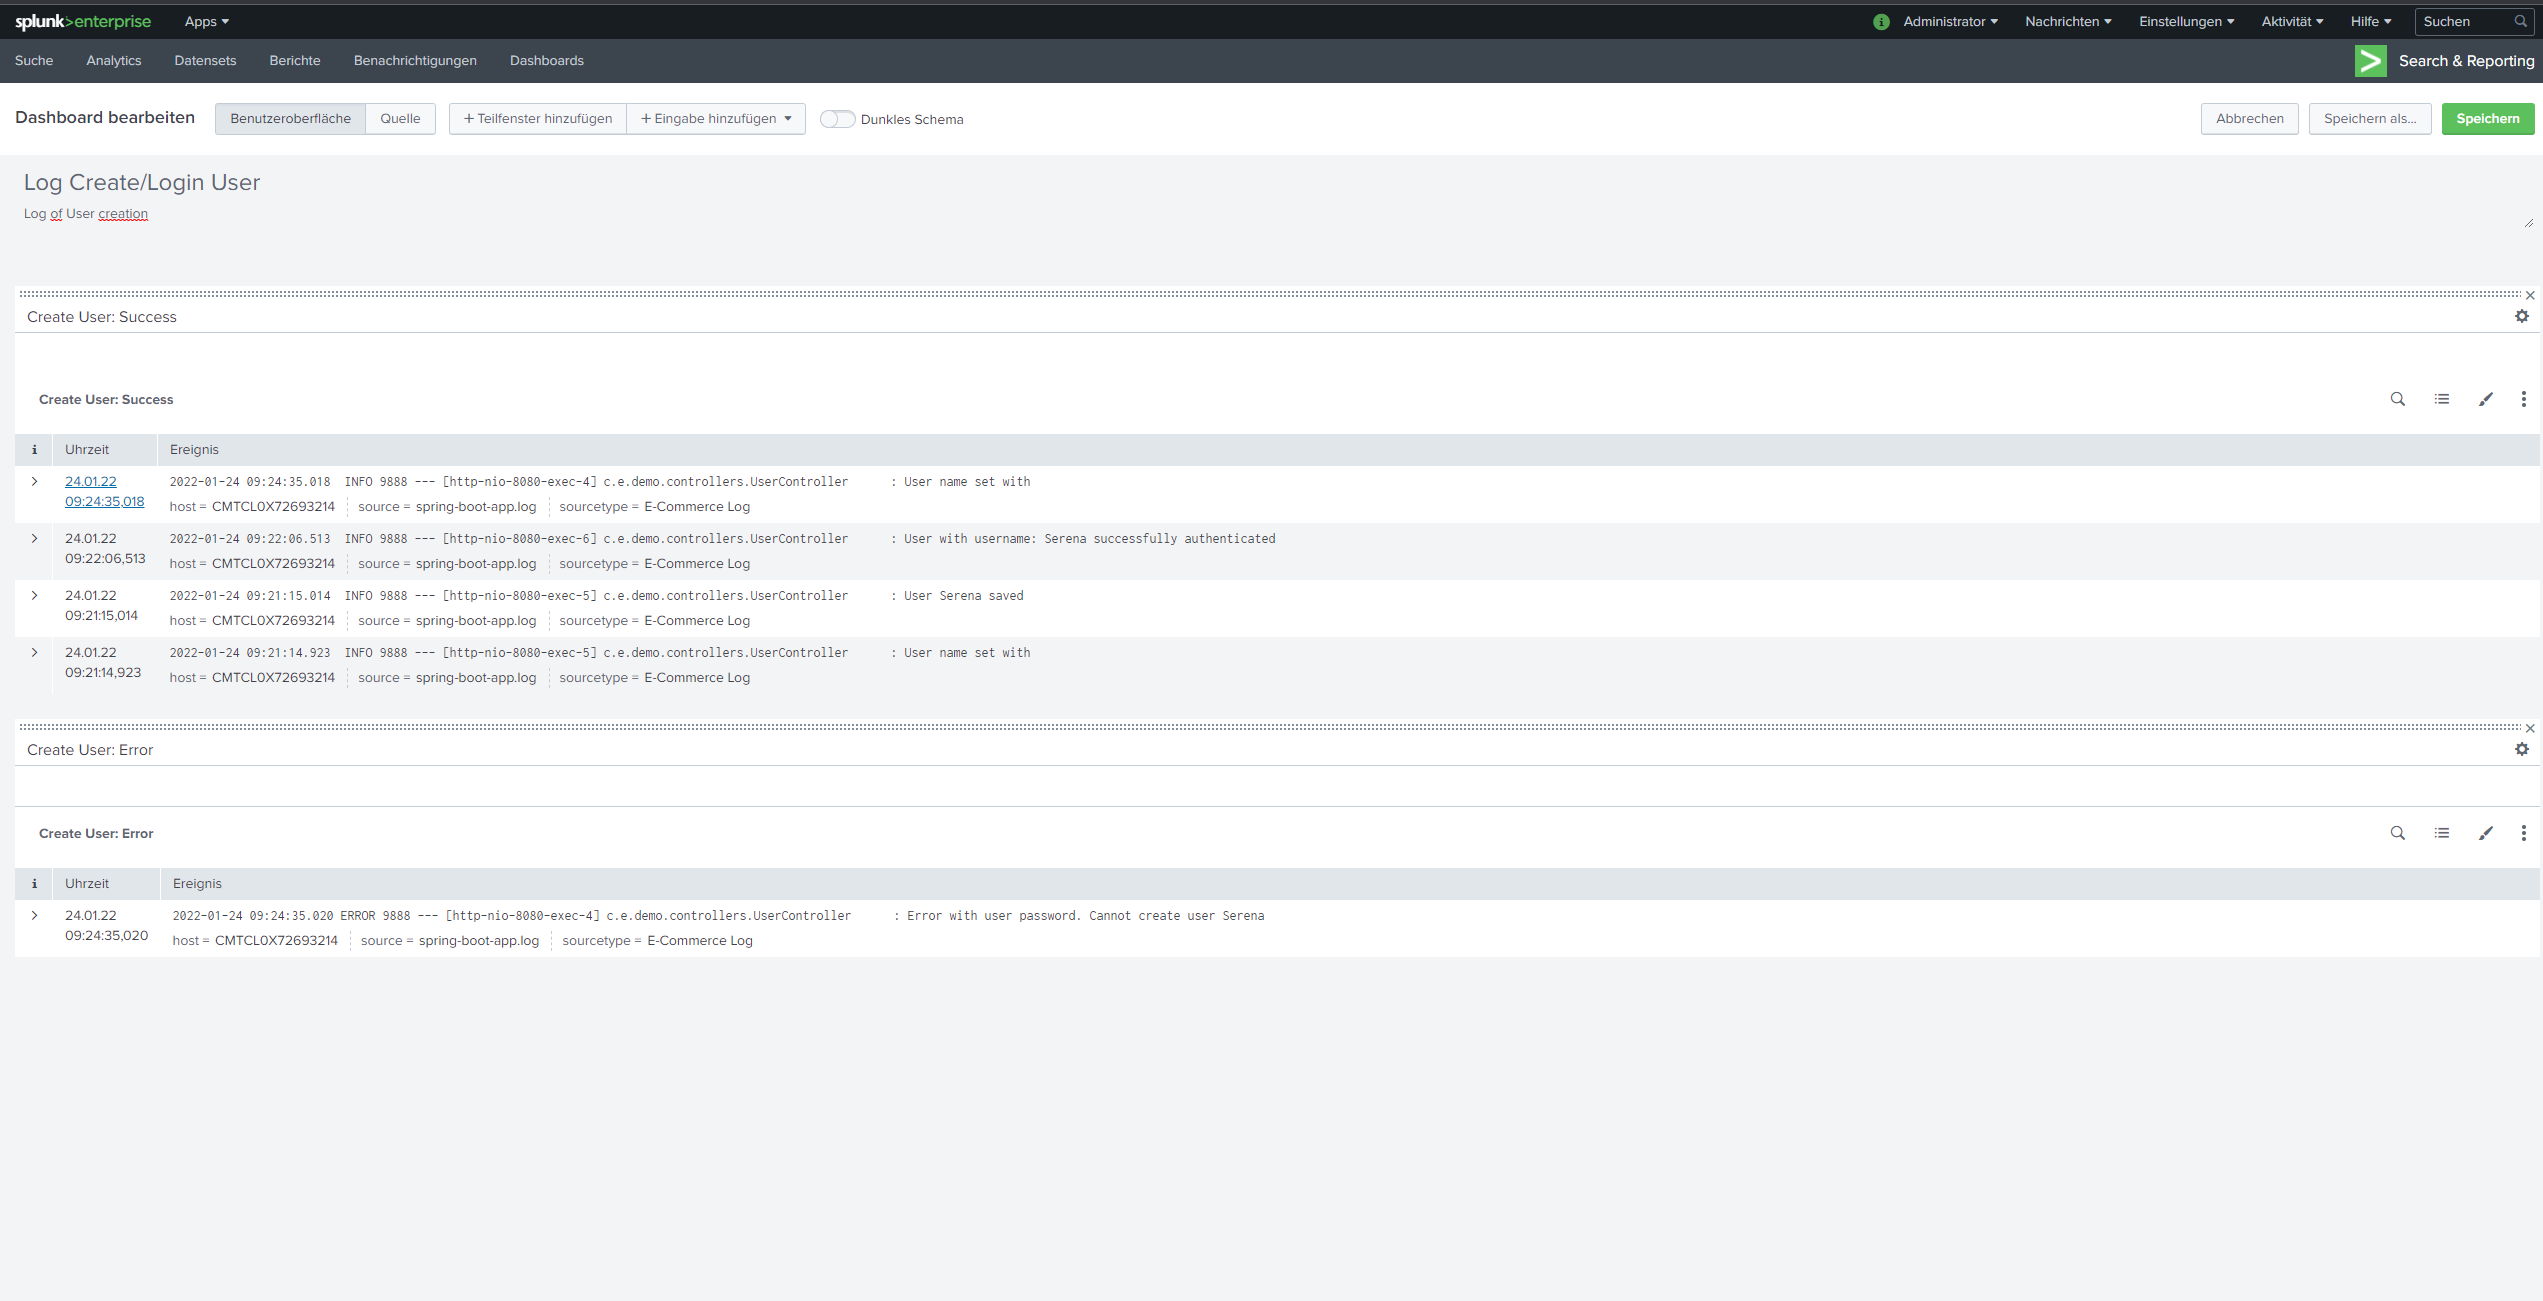 splunk>enterprise Apps Administrator Nachrichten Einstellungen Aktivität Hilfe Suchen
Suche Analytics Datensets Berichte Benachrichtigungen Dashboards Search & Reporting
Dashboard bearbeiten Benutzeroberfläche Quelle + Teilfenster hinzufügen + Eingabe hinzufügen Dunkles Schema Abbrechen Speichern als... Speichern
Log Create/Login User
Log of User creation
Create User: Success
Create User: Success
i Uhrzeit Ereignis
24.01.22 2022-01-24 09:24:35.018 INFO 9888 --- [http-nio-8080-exec-4] c.e.demo.controllers.UserController : User name set with
09:24:35,018 host = CMTCL0X72693214 source = spring-boot-app.log sourcetype = E-Commerce Log
24.01.22 2022-01-24 09:22:06.513 INFO 9888 --- [http-nio-8080-exec-6] c.e.demo.controllers.UserController : User with username: Serena successfully authenticated
09:22:06,513 host = CMTCL0X72693214 source = spring-boot-app.log sourcetype = E-Commerce Log
24.01.22 2022-01-24 09:21:15.014 INFO 9888 --- [http-nio-8080-exec-5] c.e.demo.controllers.UserController : User Serena saved
09:21:15,014 host = CMTCL0X72693214 source = spring-boot-app.log sourcetype = E-Commerce Log
24.01.22 2022-01-24 09:21:14.923 INFO 9888 --- [http-nio-8080-exec-5] c.e.demo.controllers.UserController : User name set with
09:21:14,923 host = CMTCL0X72693214 source = spring-boot-app.log sourcetype = E-Commerce Log
Create User: Error
Create User: Error
i Uhrzeit Ereignis
24.01.22 2022-01-24 09:24:35.020 ERROR 9888 --- [http-nio-8080-exec-4] c.e.demo.controllers.UserController : Error with user password. Cannot create user Serena
09:24:35,020 host = CMTCL0X72693214 source = spring-boot-app.log sourcetype = E-Commerce Log